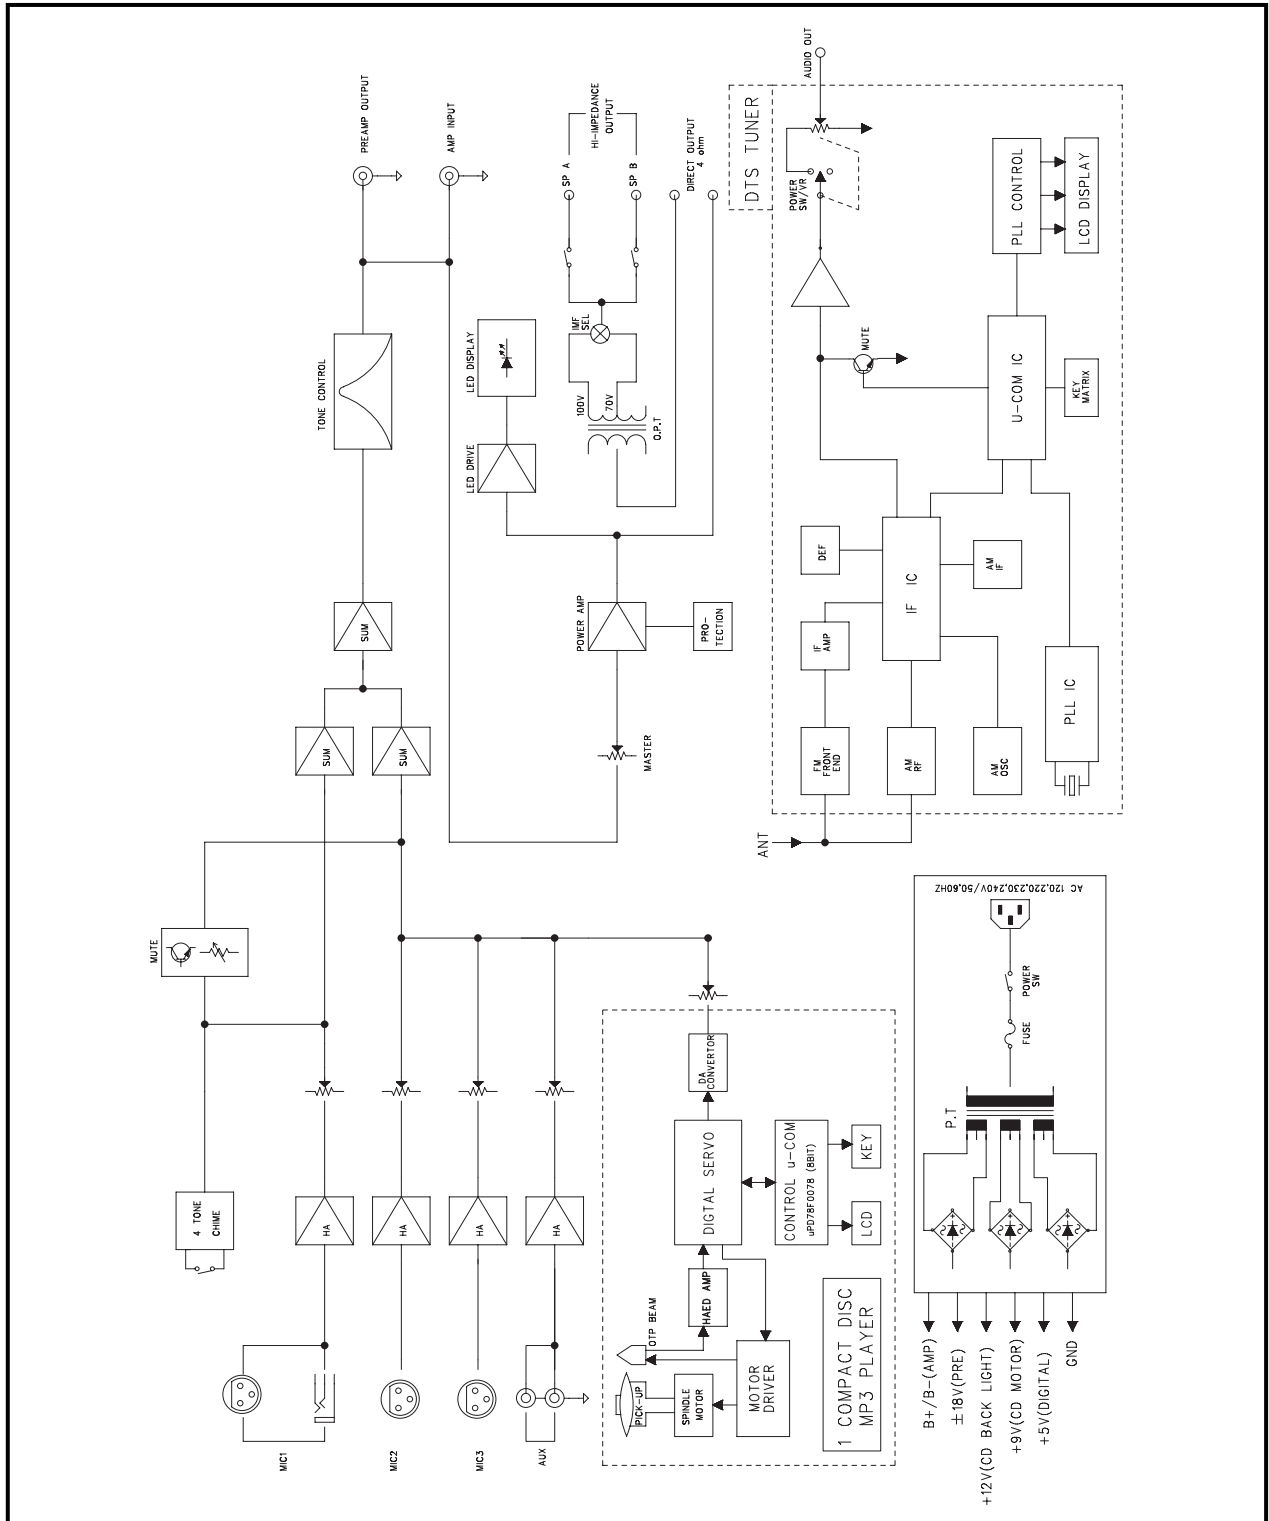 MIC1
MIC2
MIC3
AUX
4 TONE
CHIME
MUTE
HA
HA
HA
HA
SUM
SUM
SUM
TONE CONTROL
PREAMP OUTPUT
AMP INPUT
MASTER
POWER AMP
PRO-
TECTION
LED DRIVE
LED DISPLAY
100V
70V
O.P.T
IMF
SEL
SP A
SP B
HI-IMPEDANCE
OUTPUT
DIRECT OUTPUT
4 ohm
PICK-UP
OTP BEAM
SPINDLE
MOTOR
MOTOR
DRIVER
HAED AMP
DIGTAL SERVO
DA
CONVERTOR
CONTROL u-COM
uPD78F0078 (8BIT)
LCD
KEY
1 COMPACT DISC
MP3 PLAYER
DTS TUNER
ANT
FM
FRONT
END
AM
RF
AM
OSC
IF
AMP
DEF
IF IC
AM
IF
PLL IC
U-COM IC
KEY
MATRIX
MUTE
POWER
SW/VR
AUDIO OUT
PLL CONTROL
LCD DISPLAY
B+/B-(AMP)
±18V(PRE)
+12V(CD BACK LIGHT)
+9V(CD MOTOR)
+5V(DIGITAL)
GND
P.T
FUSE
POWER
SW
AC 120,220,230,240V/50,60HZ